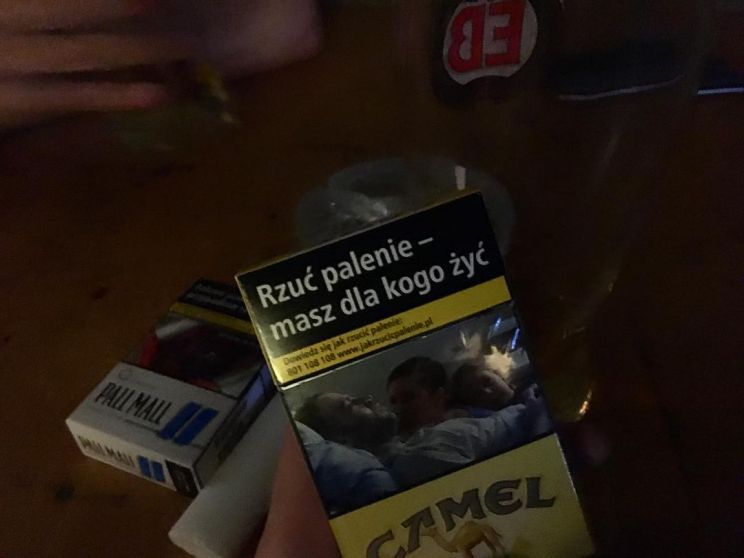 EB
Rzuć palenie –
masz dla kogo żyć
Dowiedz się jak rzucić palenie:
801 108 108 www.jakrzucicpalenie.pl
CAMEL
PALL MALL
PALL MALL